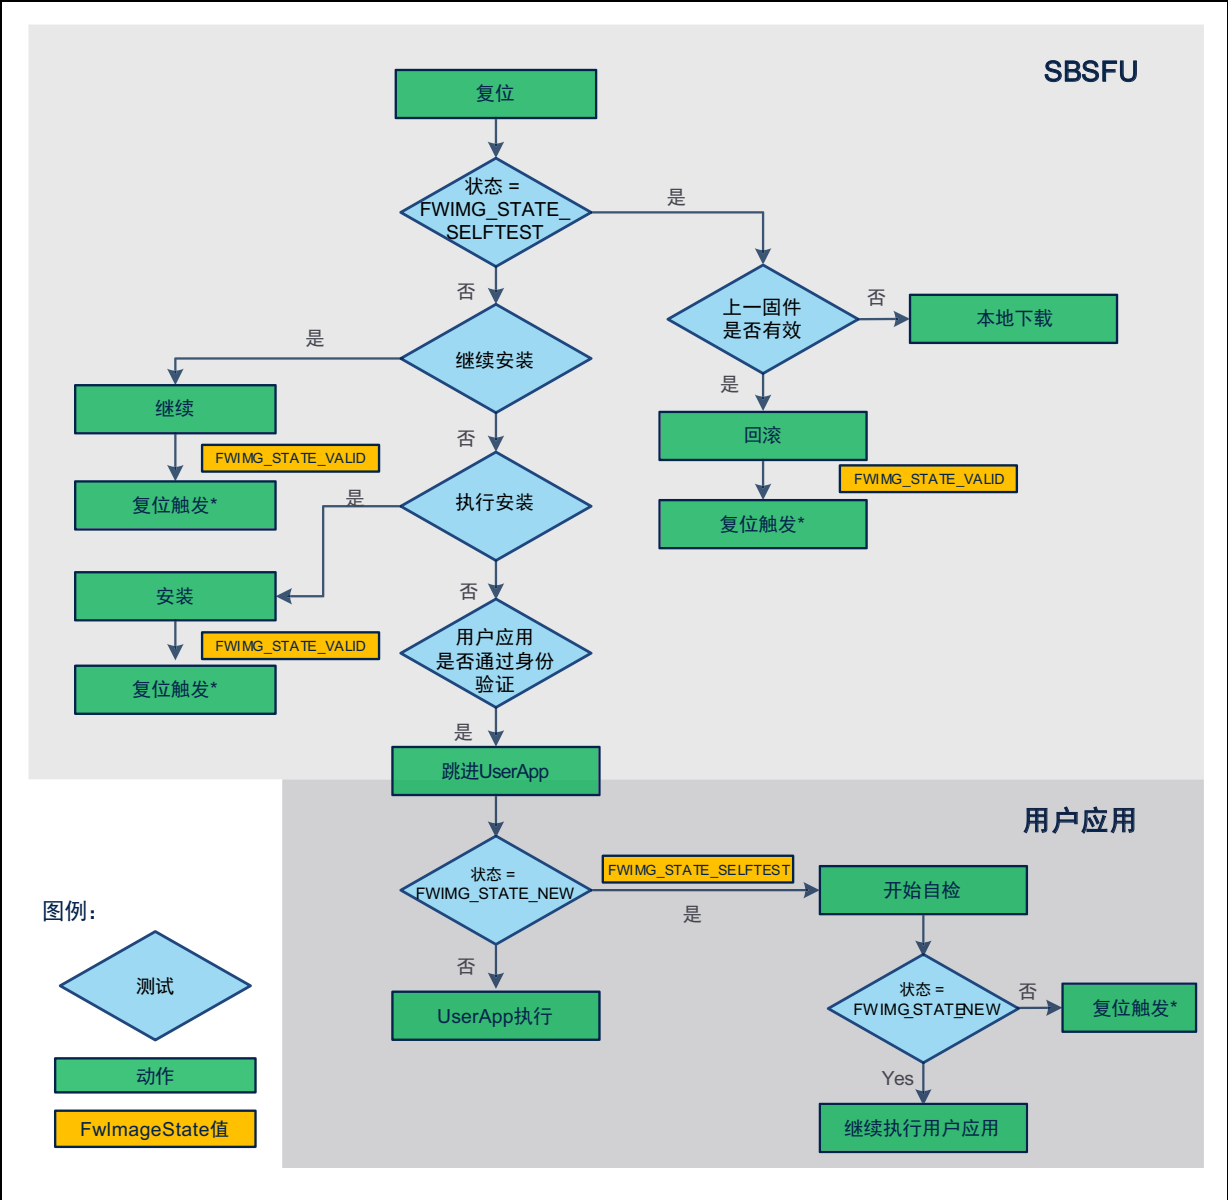 SBSFU
复位
状态 =
FWIMG_STATE_
SELFTEST
是
否
上一固件
是否有效
否
本地下载
是
继续安装
是
继续
回滚
否
FWIMG_STATE_VALID
FWIMG_STATE_VALID
复位触发*
是
执行安装
复位触发*
安装
否
FWIMG_STATE_VALID
用户应用
是否通过身份
验证
复位触发*
是
跳进UserApp
用户应用
状态 =
FWIMG_STATE_NEW
FWIMG_STATE_SELFTEST
是
开始自检
图例：
测试
否
UserApp执行
状态 =
FWIMG_STATE_NEW
否
复位触发*
动作
Yes
FwImageState值
继续执行用户应用